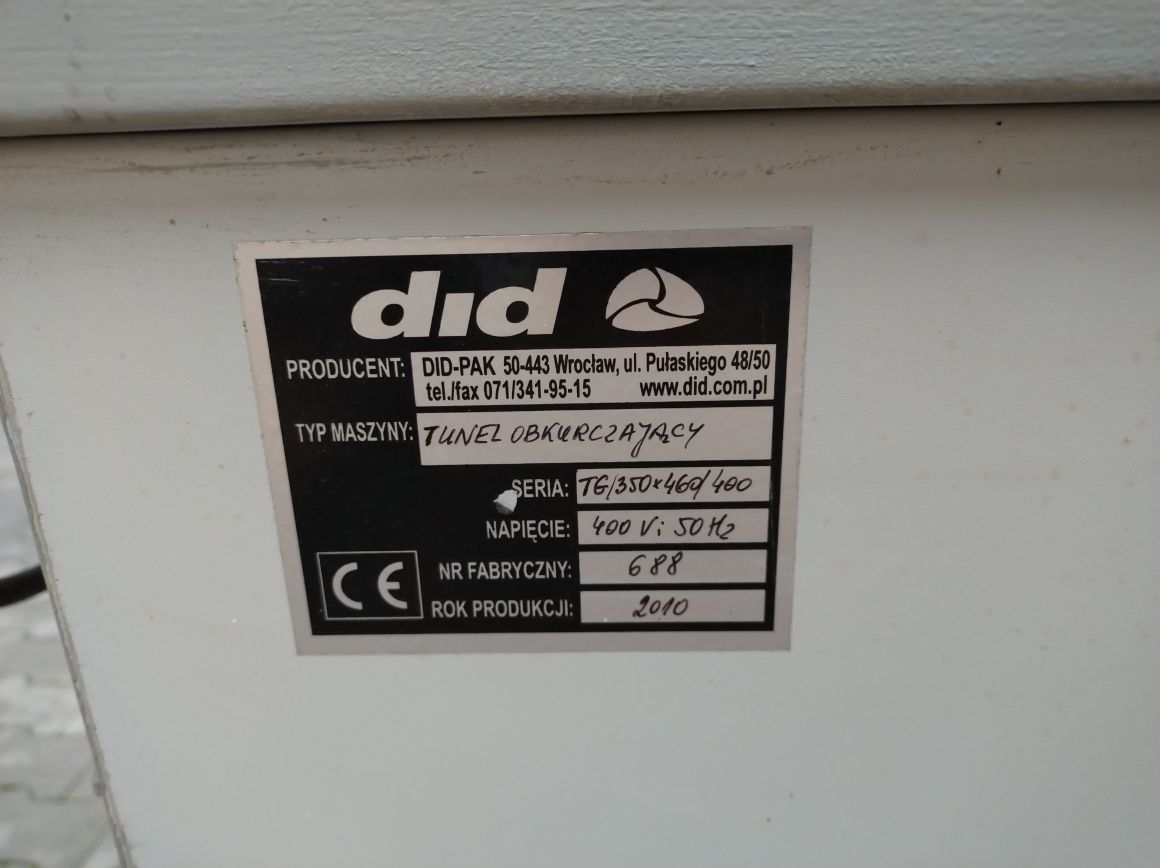 did
PRODUCENT: DID-PAK 50-443 Wrocław, ul. Pułaskiego 48/50
tel./fax 071/341-95-15 www.did.com.pl
TYP MASZYNY: TUNEL OBKURCZAJĄCY
SERIA: TG/350x460/400
NAPIĘCIE: 400 V i 50 Hz
NR FABRYCZNY: 688
CE ROK PRODUKCJI: 2010